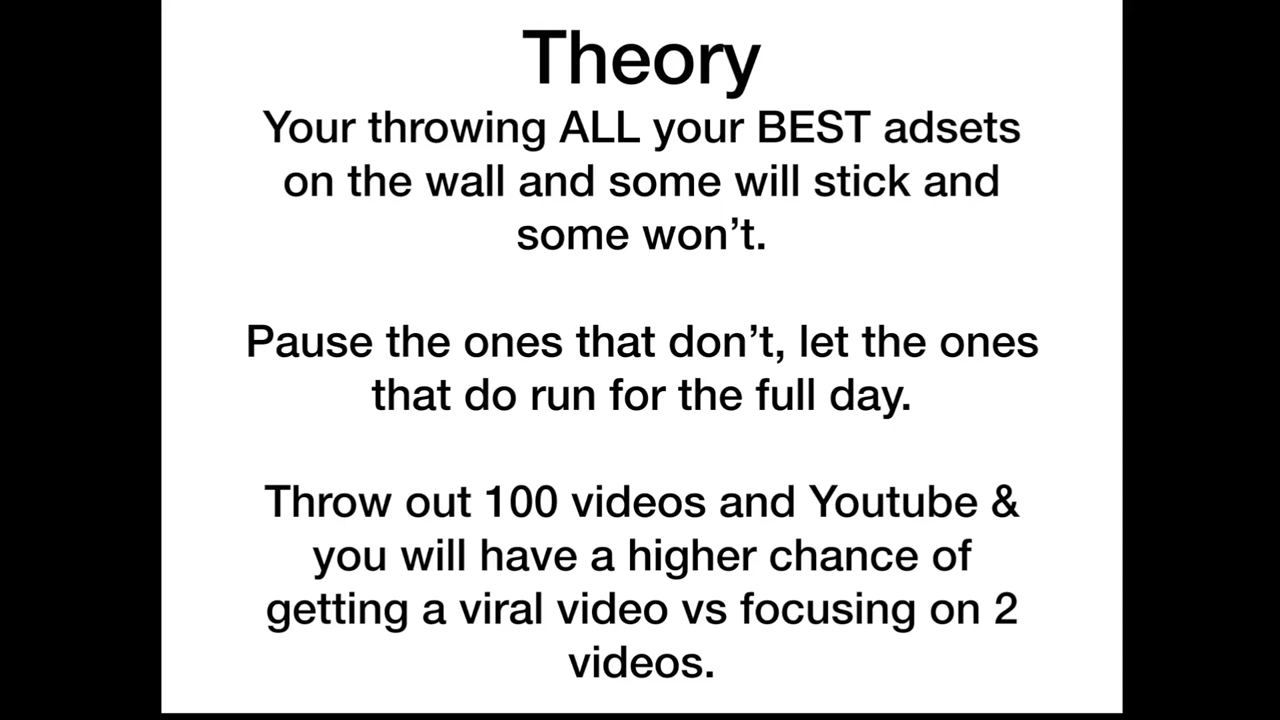 Theory
Your throwing ALL your BEST adsets
on the wall and some will stick and
some won’t.
Pause the ones that don’t, let the ones
that do run for the full day.
Throw out 100 videos and Youtube &
you will have a higher chance of
getting a viral video vs focusing on 2
videos.